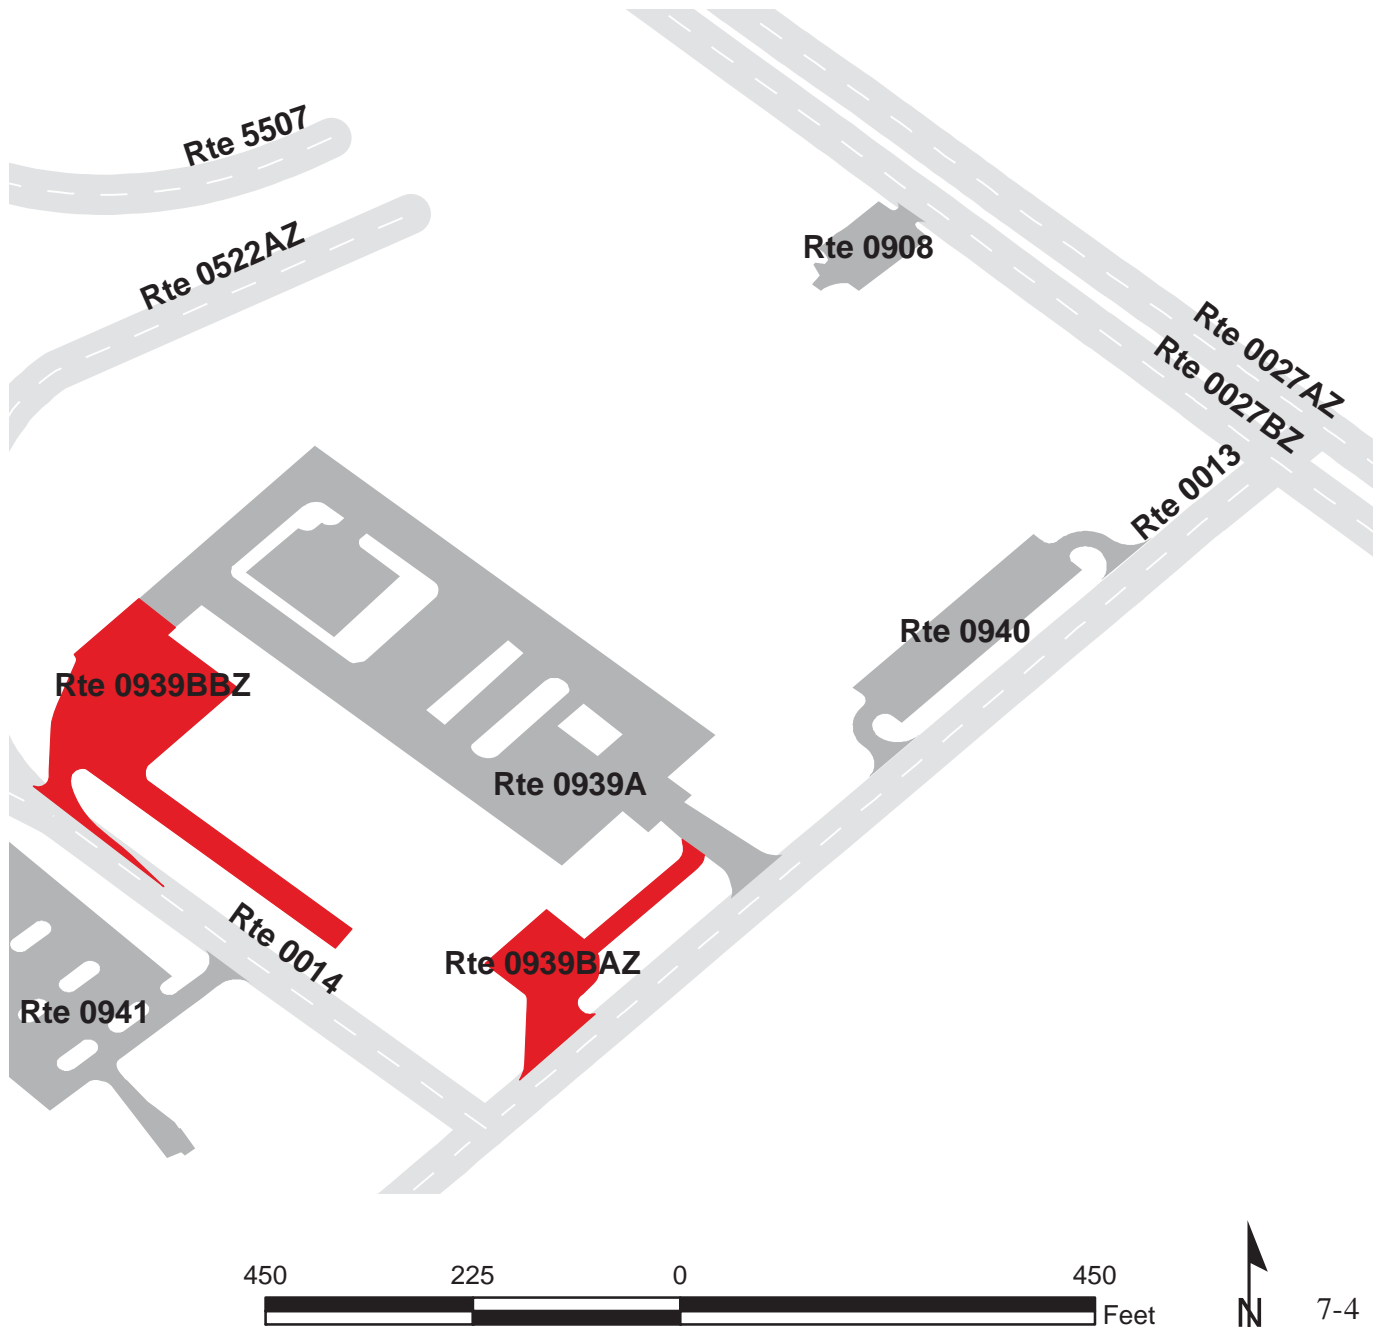 Rte 5507
Rte 0522AZ
Rte 0908
Rte 0027AZ
Rte 0027BZ
Rte 0013
Rte 0940
Rte 0939BBZ
Rte 0939A
Rte 0014
Rte 0939BAZ
Rte 0941
450 225 0 450
Feet
N
7-4